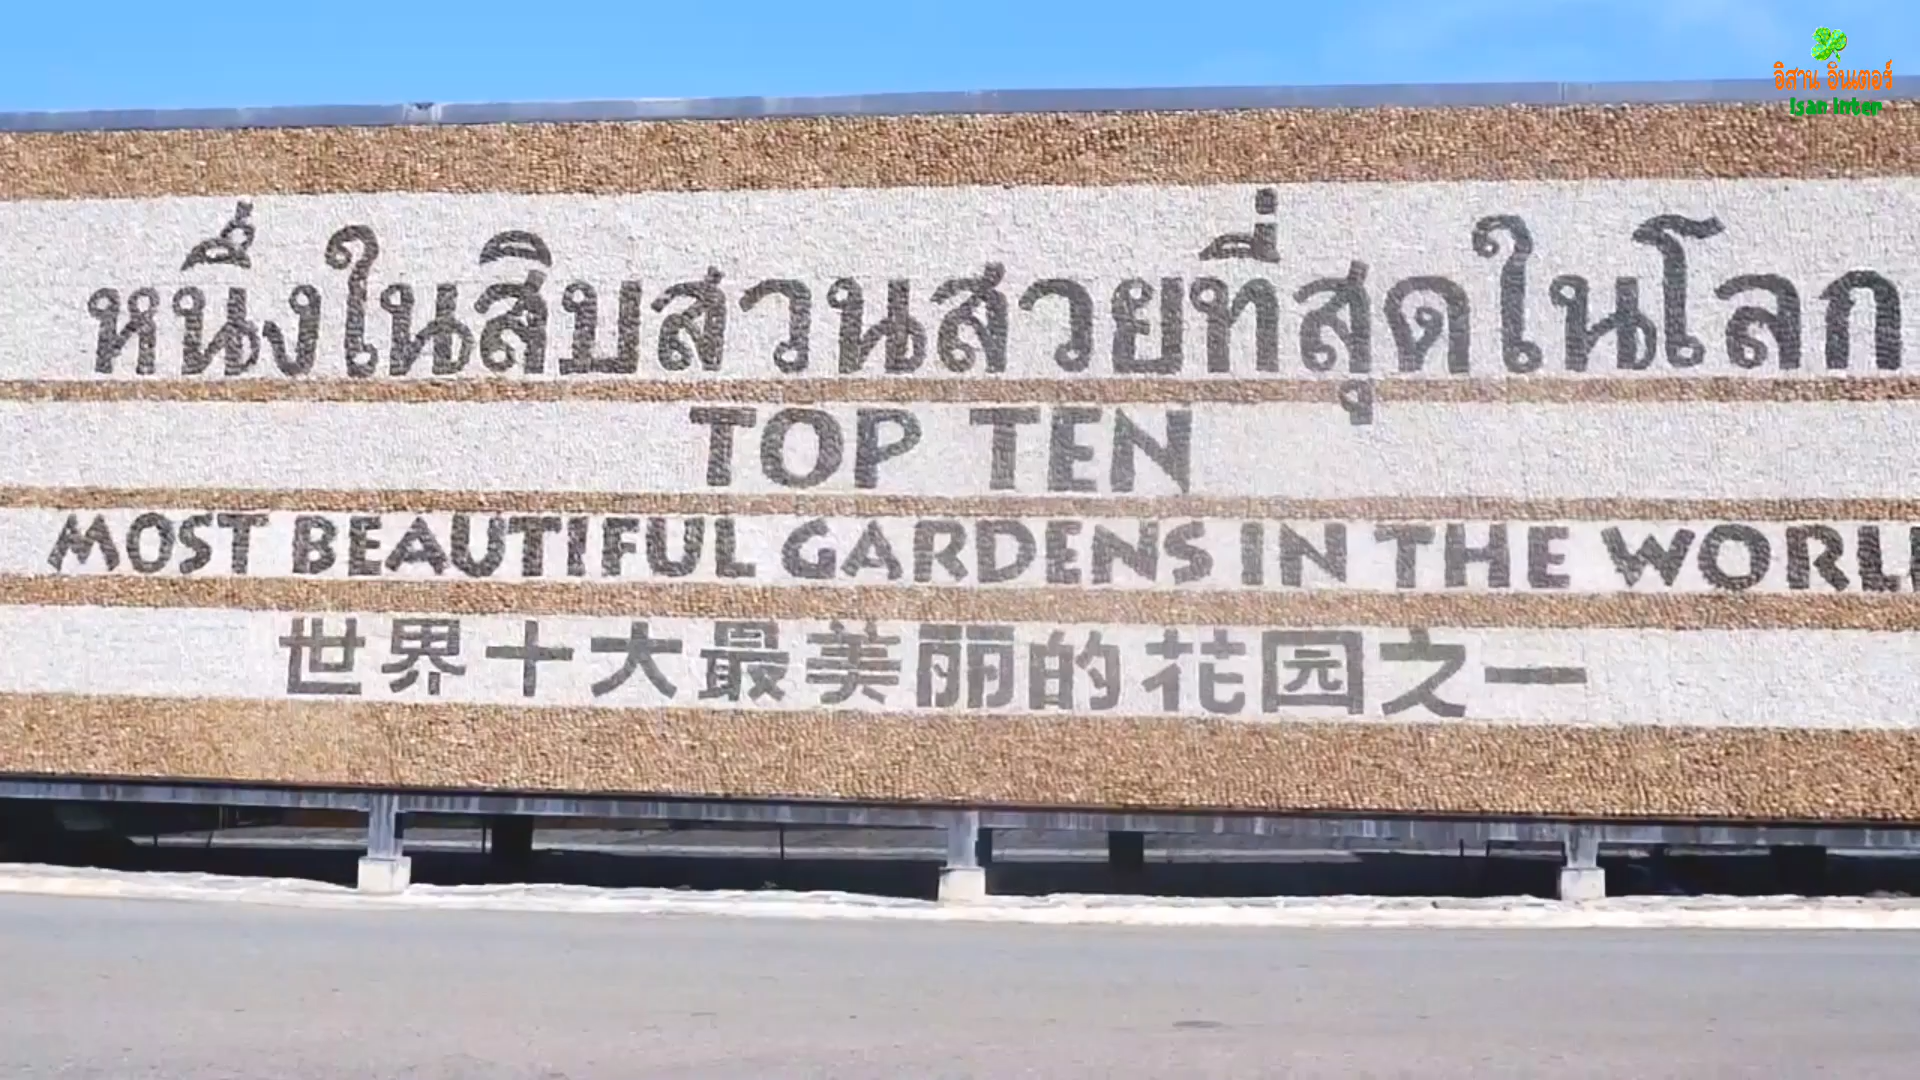 อีสาน อินเตอร์
Isan Inter
หนึ่งในสิบสวนสวยที่สุดในโลก
TOP TEN
MOST BEAUTIFUL GARDENS IN THE WORL
世界十大最美丽的花园之一